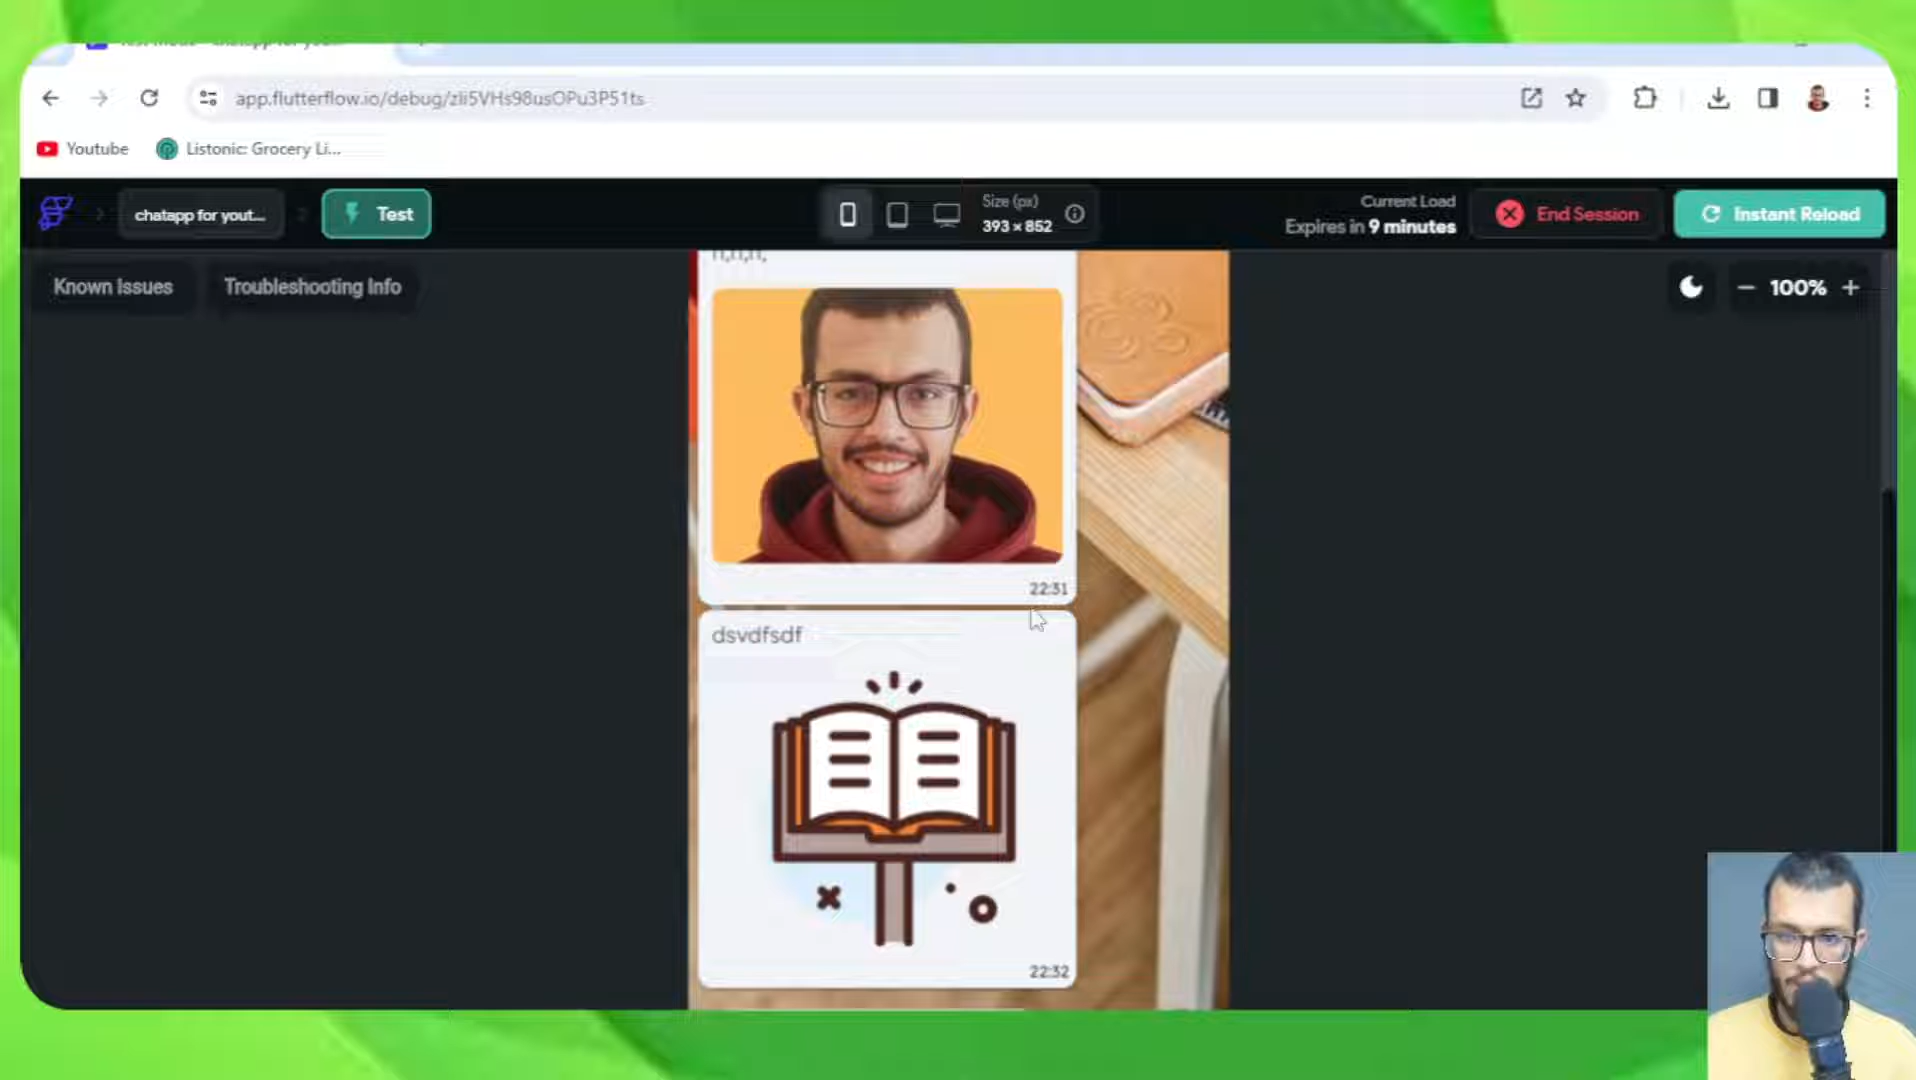 app.flutterflow.io/debug/zli5VHs98usOPu3P51ts
Youtube
Listonic: Grocery Li...
chatapp for yout...
Test
Size (px)
393 × 852
Current Load
Expires in 9 minutes
End Session
Instant Reload
Known Issues
Troubleshooting Info
100%
22:31
dsvdfsdf
22:32